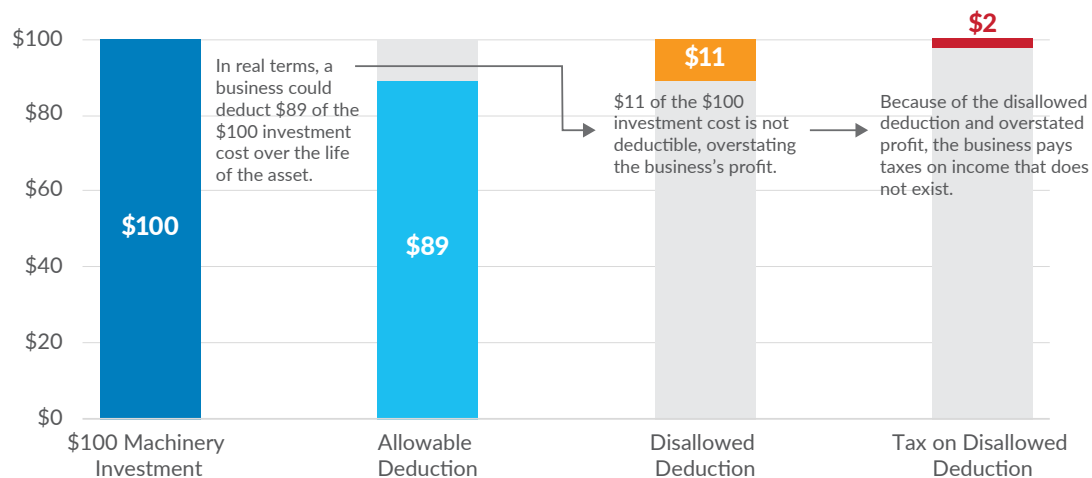 $2
$100
$80
$60
$40
$20
$0
$100
In real terms, a
business could
deduct $89 of the
$100 investment
cost over the life
of the asset.
$89
$11
$11 of the $100
investment cost is not
deductible, overstating
the business’s profit.
Because of the disallowed
deduction and overstated
profit, the business pays
taxes on income that does
not exist.
$100 Machinery
Investment
Allowable
Deduction
Disallowed
Deduction
Tax on Disallowed
Deduction